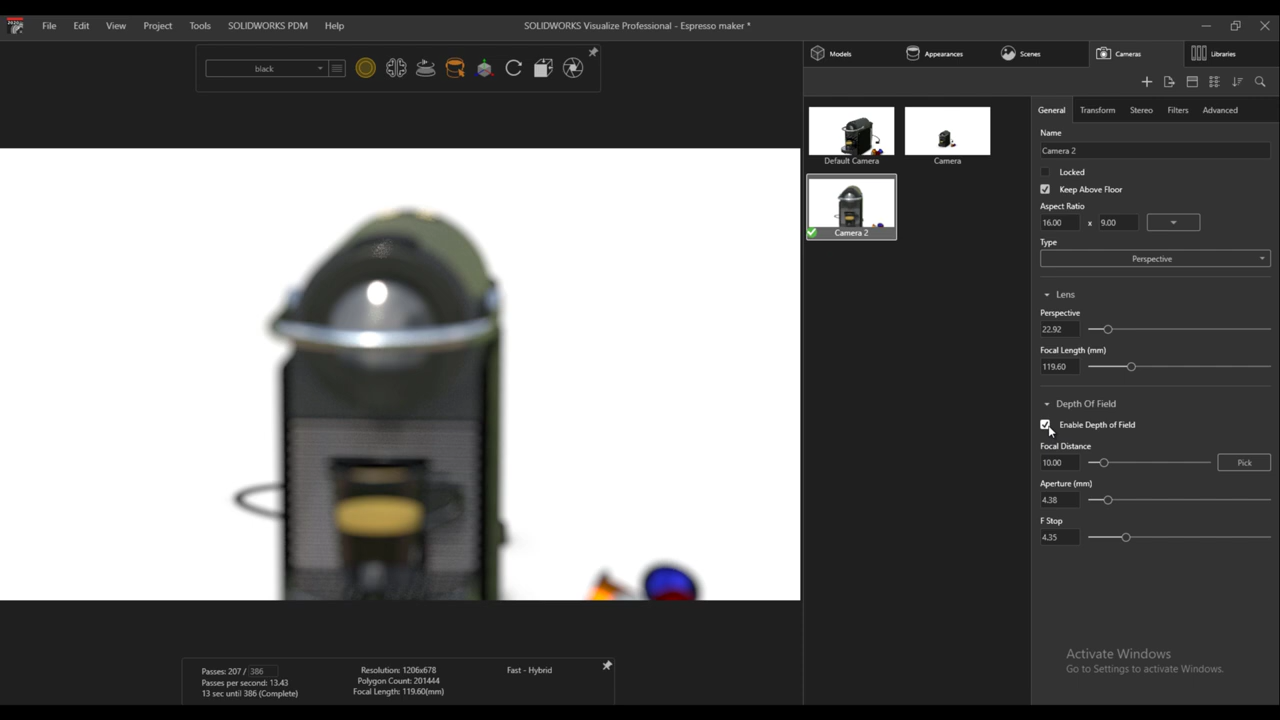 File Edit View Project Tools SOLIDWORKS PDM Help SOLIDWORKS Visualize Professional - Espresso maker *
Models Appearances Scenes Cameras Libraries
black
General Transform Stereo Filters Advanced
Default Camera
Camera
Camera 2
Name
Camera 2
Locked
Keep Above Floor
Aspect Ratio
16.00 x 9.00
Type
Perspective
Lens
Perspective
22.92
Focal Length (mm)
119.60
Depth Of Field
Enable Depth of Field
Focal Distance
10.00 Pick
Aperture (mm)
4.38
F Stop
4.35
Activate Windows
Go to Settings to activate Windows.
Passes: 207 / 386
Passes per second: 13.43
13 sec until 386 (Complete)
Resolution: 1206x678
Polygon Count: 201444
Focal Length: 119.60(mm)
Fast - Hybrid